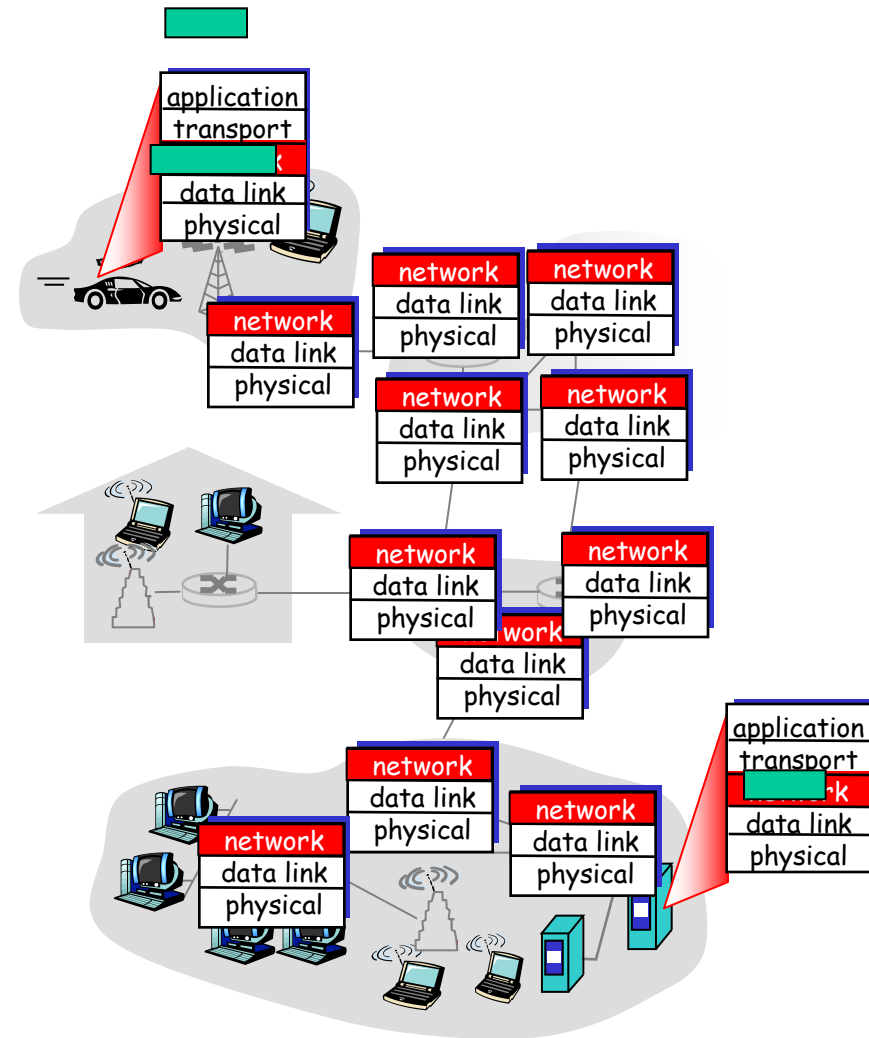 application
transport
data link
physical
network
data link
physical
network
data link
physical
network
data link
physical
network
data link
physical
network
data link
physical
network
data link
physical
network
data link
physical
work
data link
physical
application
transport
data link
physical
network
data link
physical
network
data link
physical
network
data link
physical